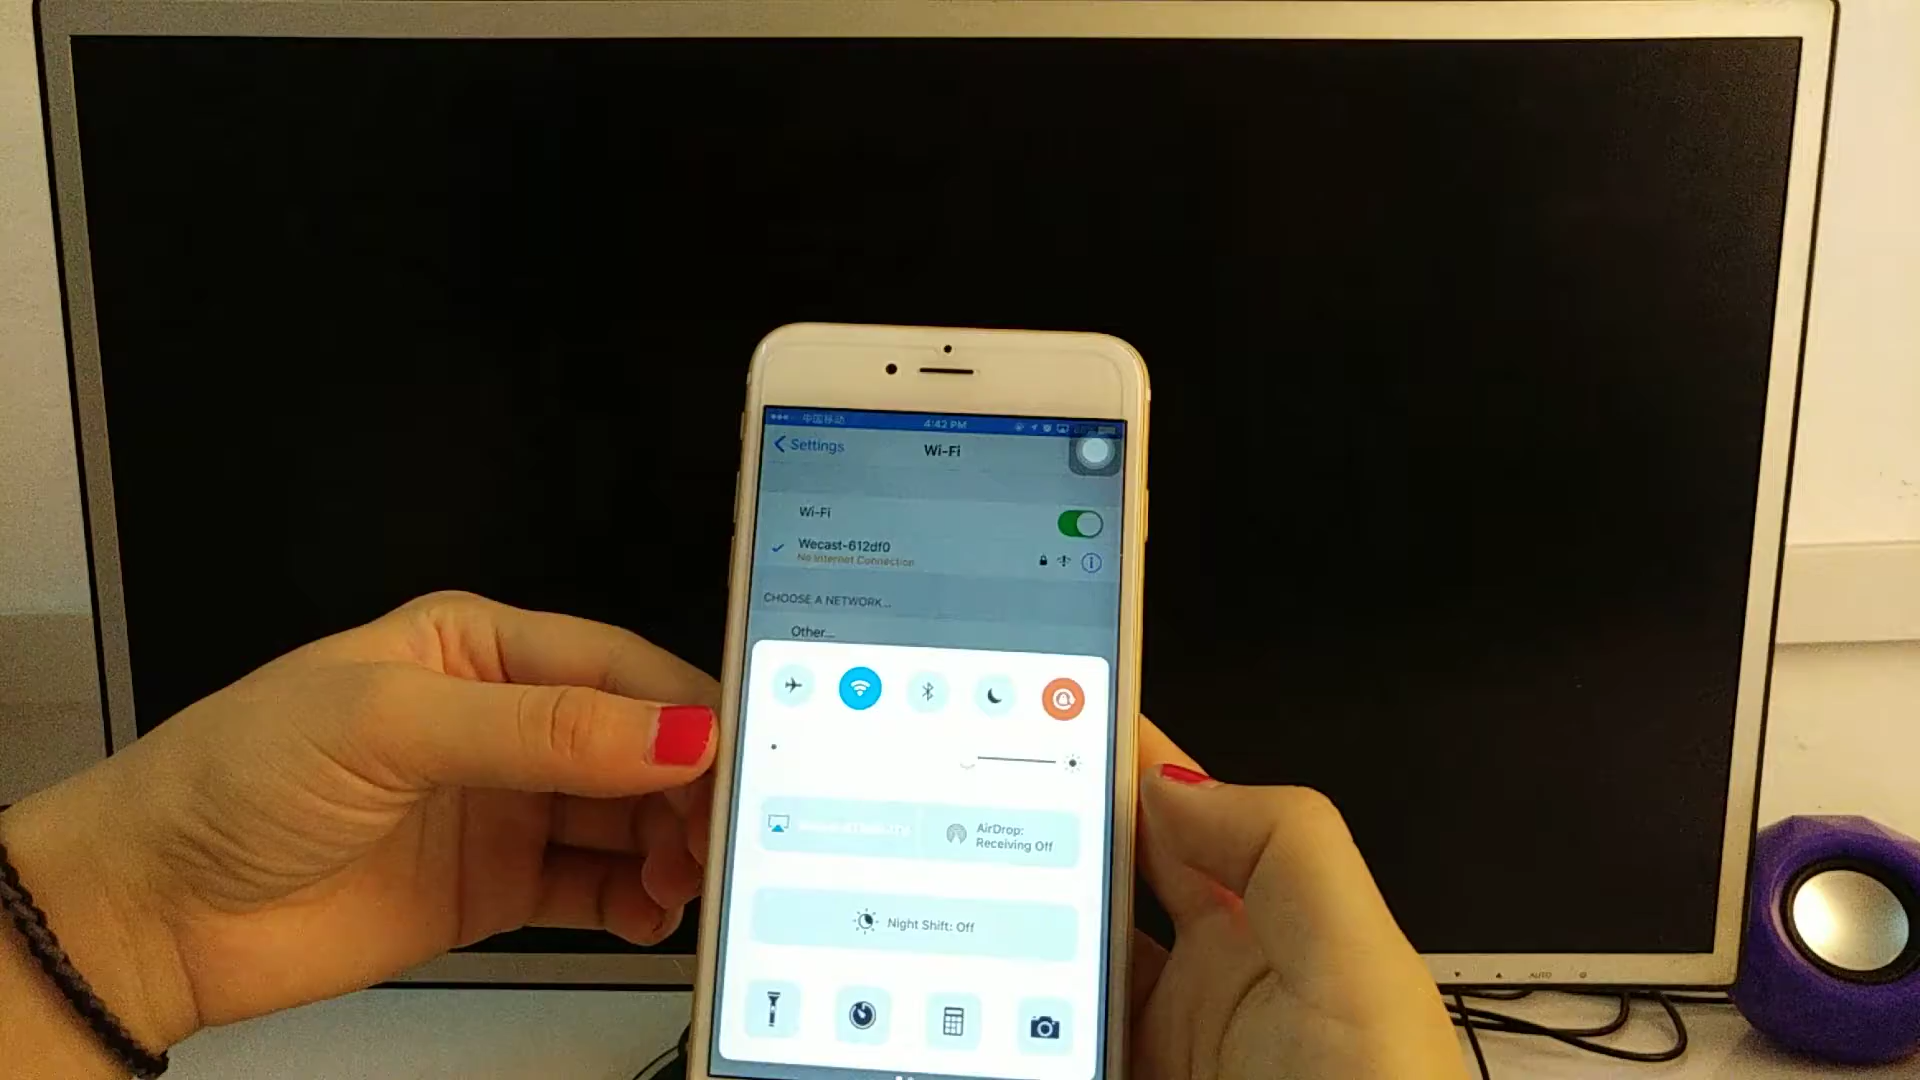 中国移动
4:42 PM
Settings
Wi-Fi
Wi-Fi
Wecast-612df0
No Internet Connection
CHOOSE A NETWORK...
Other...
AirDrop:
Receiving Off
Night Shift: Off
AUTO